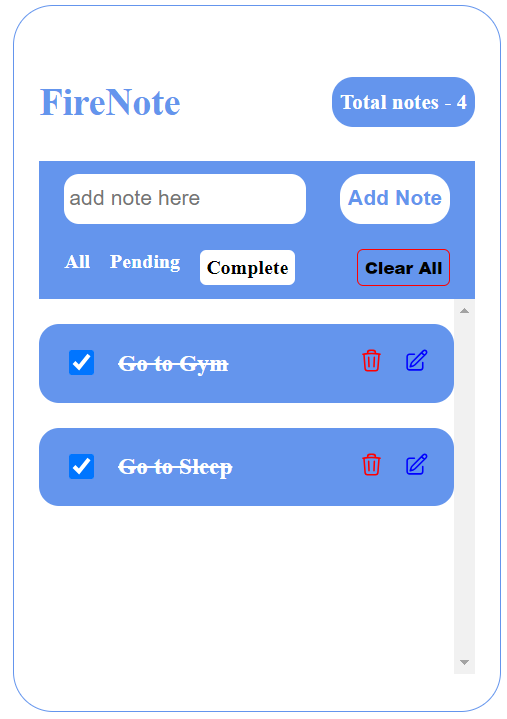 FireNote
Total notes - 4
add note here
Add Note
All Pending Complete Clear All
Go to Gym
Go to Sleep